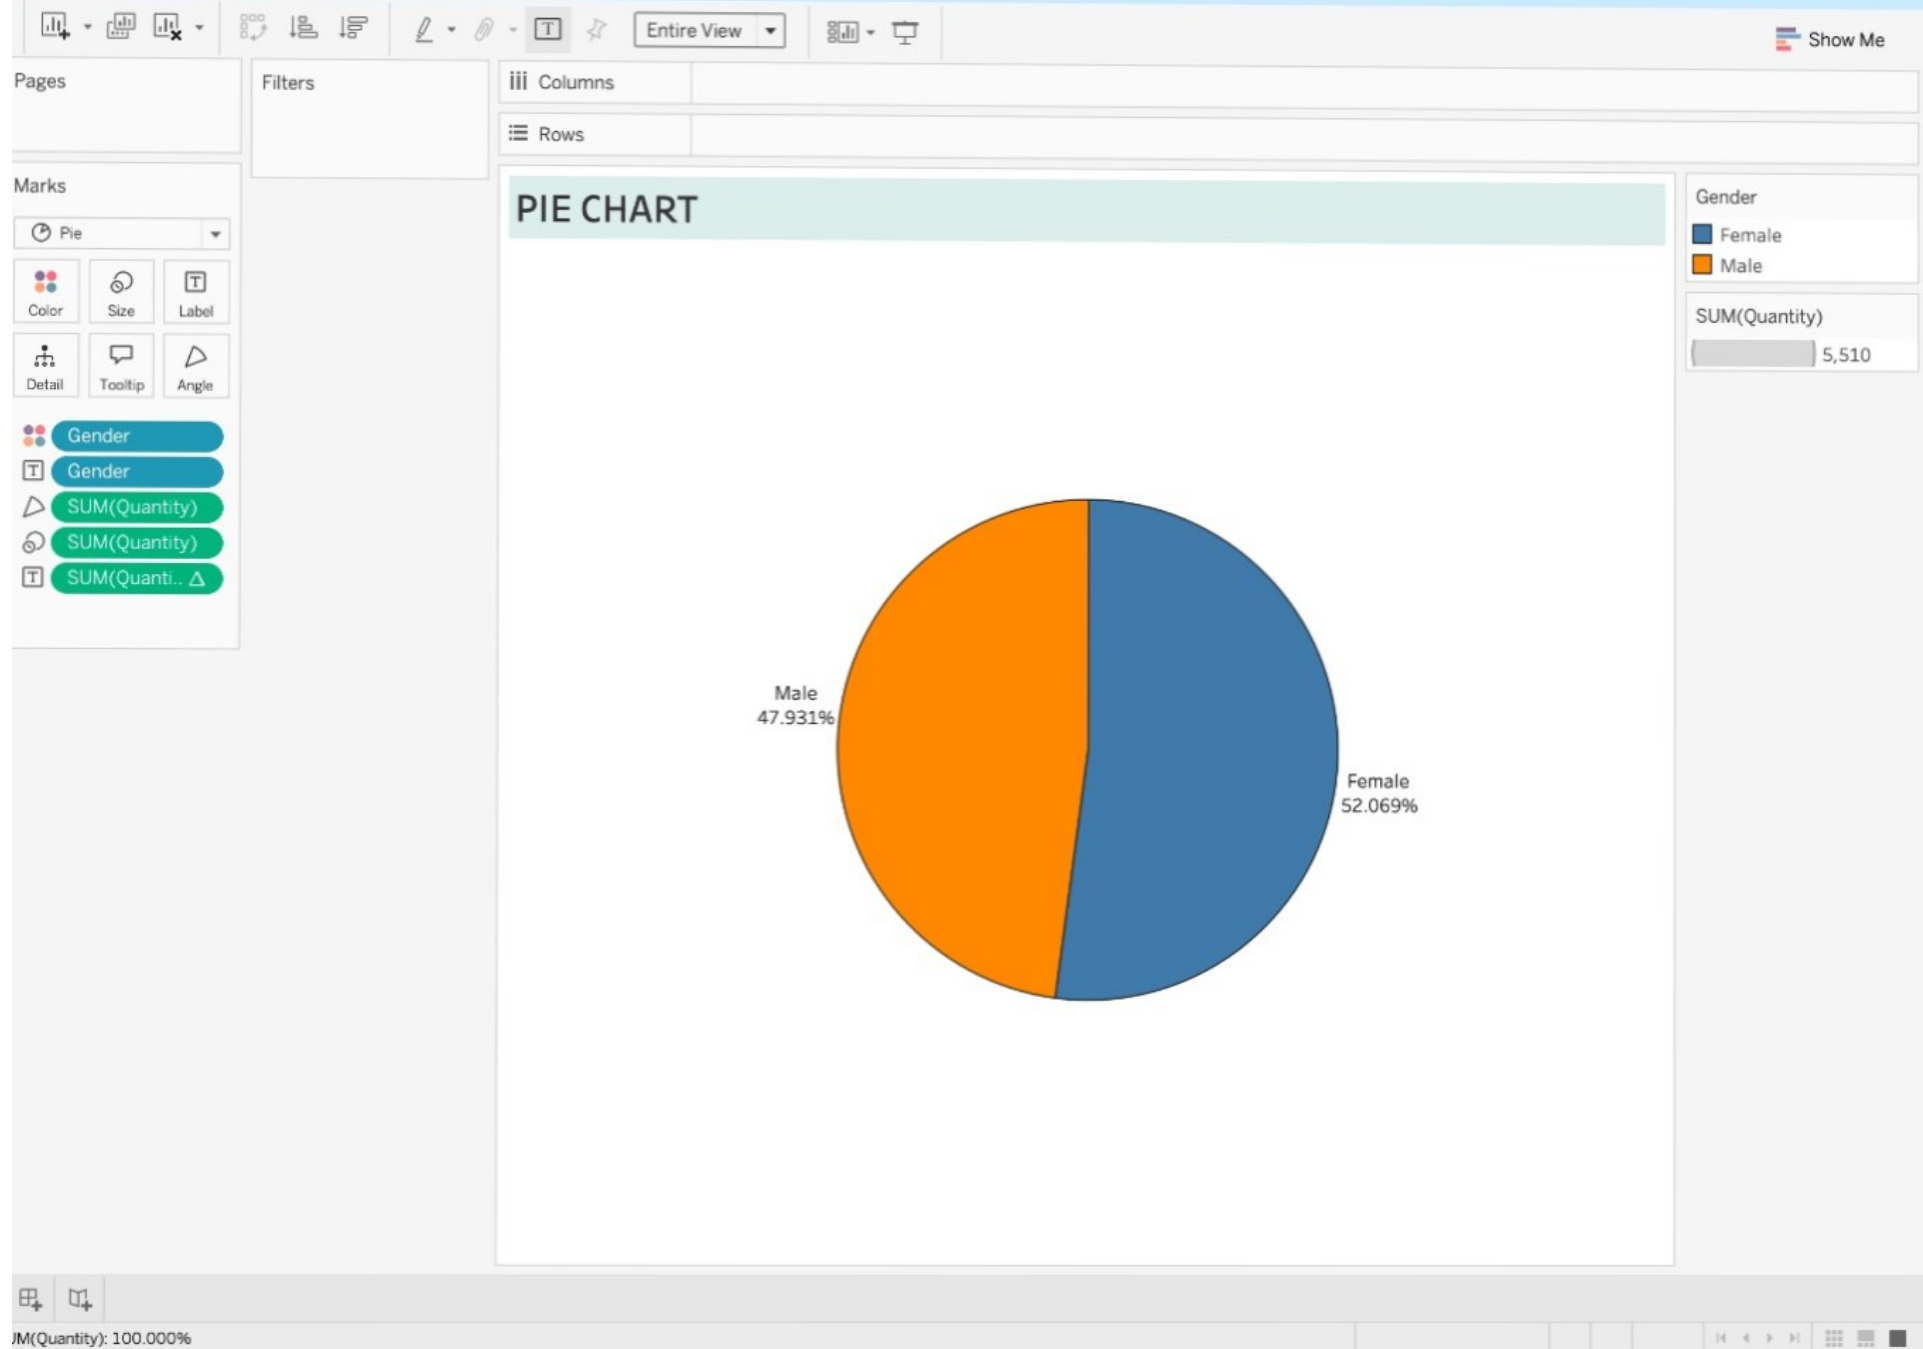 Entire View
Show Me
Pages
Filters
Columns
Rows
Marks
Pie
Color
Size
Label
Detail
Tooltip
Angle
Gender
Gender
SUM(Quantity)
SUM(Quantity)
SUM(Quanti..
PIE CHART
Male
47.931%
Female
52.069%
Gender
Female
Male
SUM(Quantity)
5,510
UM(Quantity): 100.000%